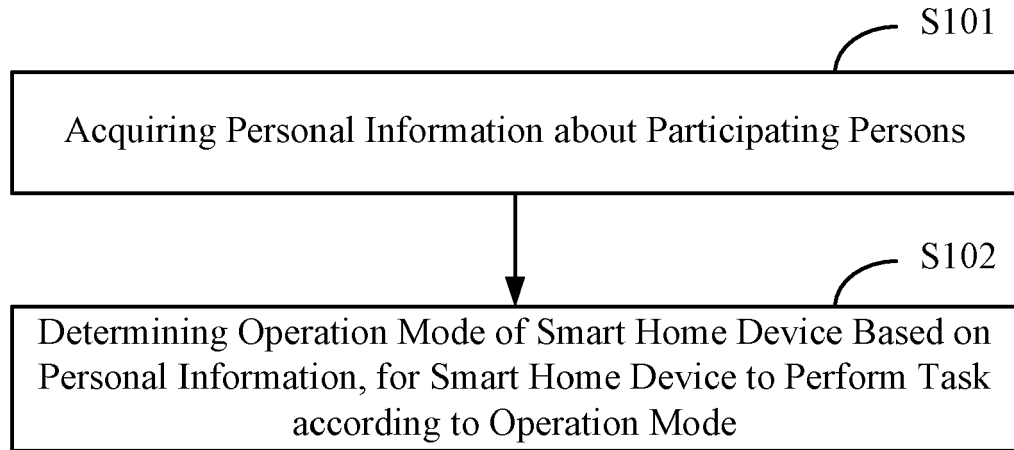 S101
Acquiring Personal Information about Participating Persons
S102
Determining Operation Mode of Smart Home Device Based on
Personal Information, for Smart Home Device to Perform Task
according to Operation Mode